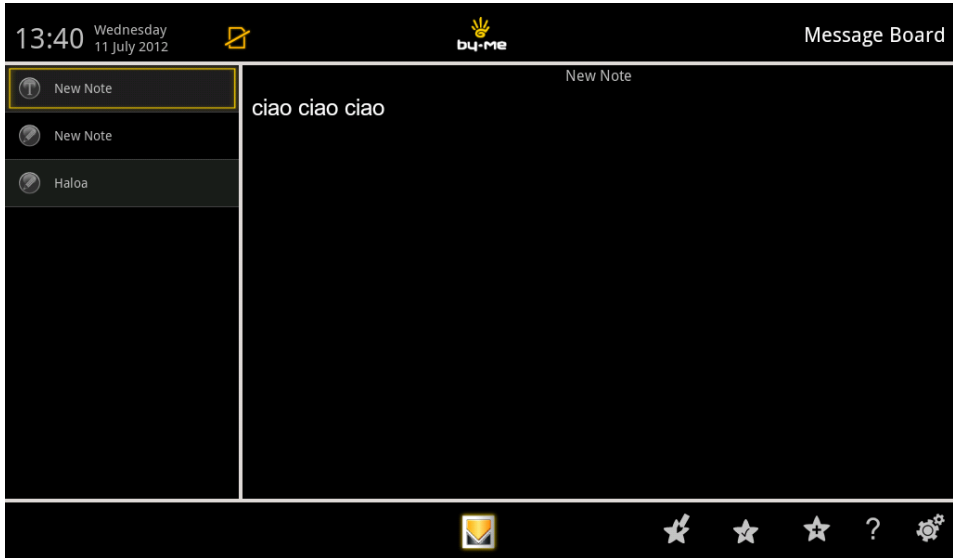 13:40
Wednesday
11 July 2012
by-me
Message Board
New Note
New Note
Haloa
New Note
ciao ciao ciao
?